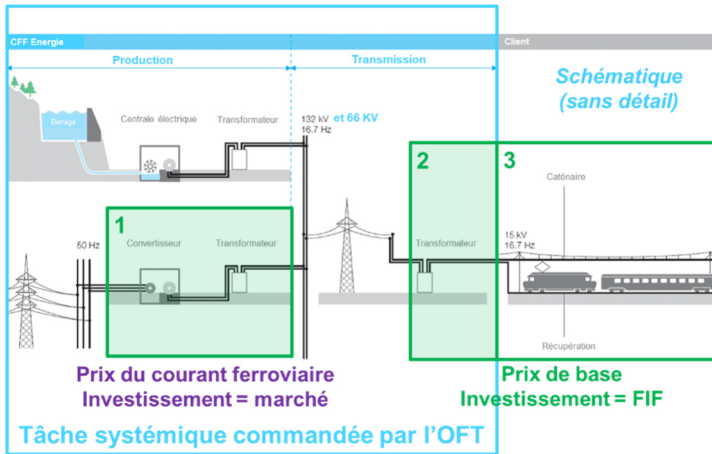 CFF Energie
Client
Production
Transmission
Schématique
(sans détail)
Barrage
Centrale électrique
Transformateur
132 kV et 66 KV
16.7 Hz
1
2
3
50 Hz
Convertisseur
Transformateur
Transformateur
Caténaire
15 kV
16.7 Hz
Récupération
Prix du courant ferroviaire
Investissement = marché
Prix de base
Investissement = FIF
Tâche systémique commandée par l'OFT